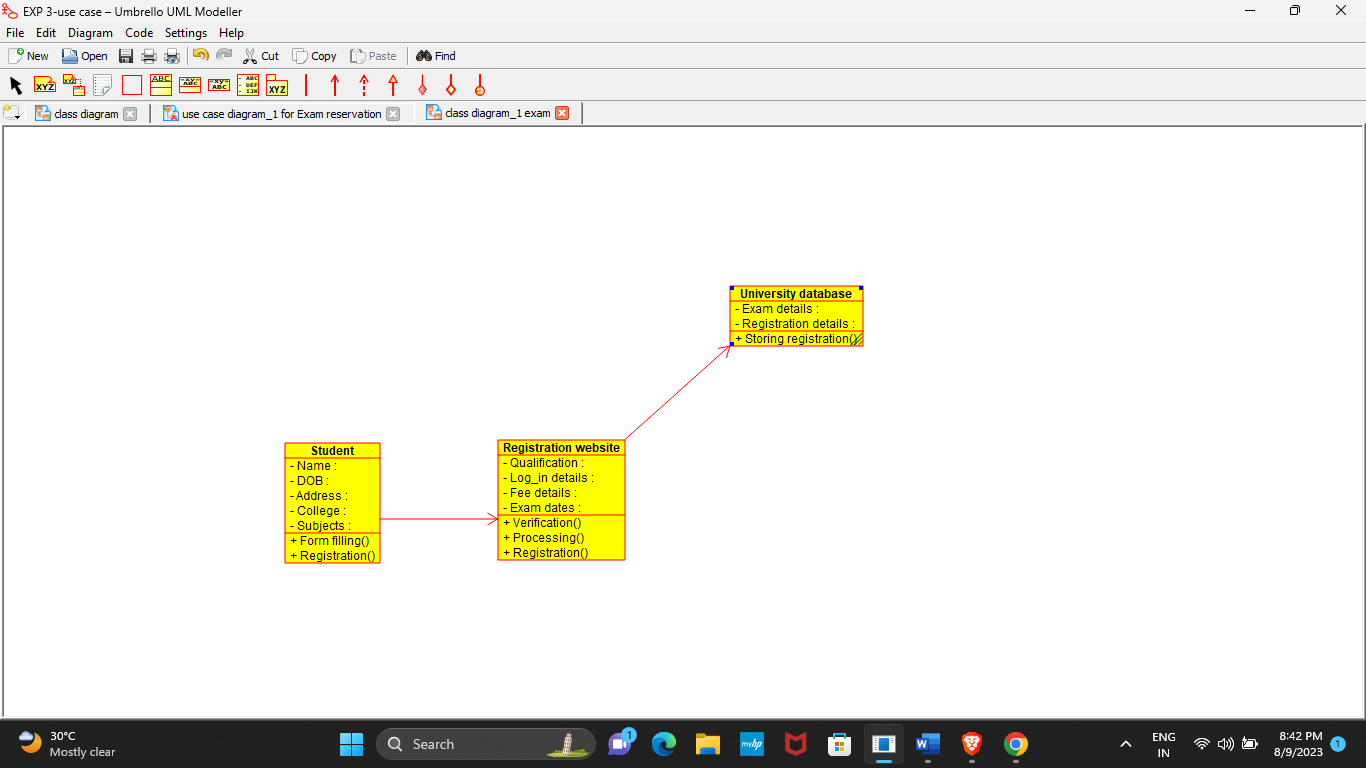 EXP 3-use case – Umbrello UML Modeller
File Edit Diagram Code Settings Help
New Open Cut Copy Paste Find
XYZ XYZ ABC -xy= ABC -xy= ABC ABC DEF IJK XYZ
class diagram use case diagram_1 for Exam reservation class diagram_1 exam
University database
- Exam details :
- Registration details :
+ Storing registration()
Student
- Name :
- DOB :
- Address :
- College :
- Subjects :
+ Form filling()
+ Registration()
Registration website
- Qualification :
- Log_in details :
- Fee details :
- Exam dates :
+ Verification()
+ Processing()
+ Registration()
30°C
Mostly clear
Search
1
myhp
W
ENG
IN
8:42 PM
8/9/2023
1